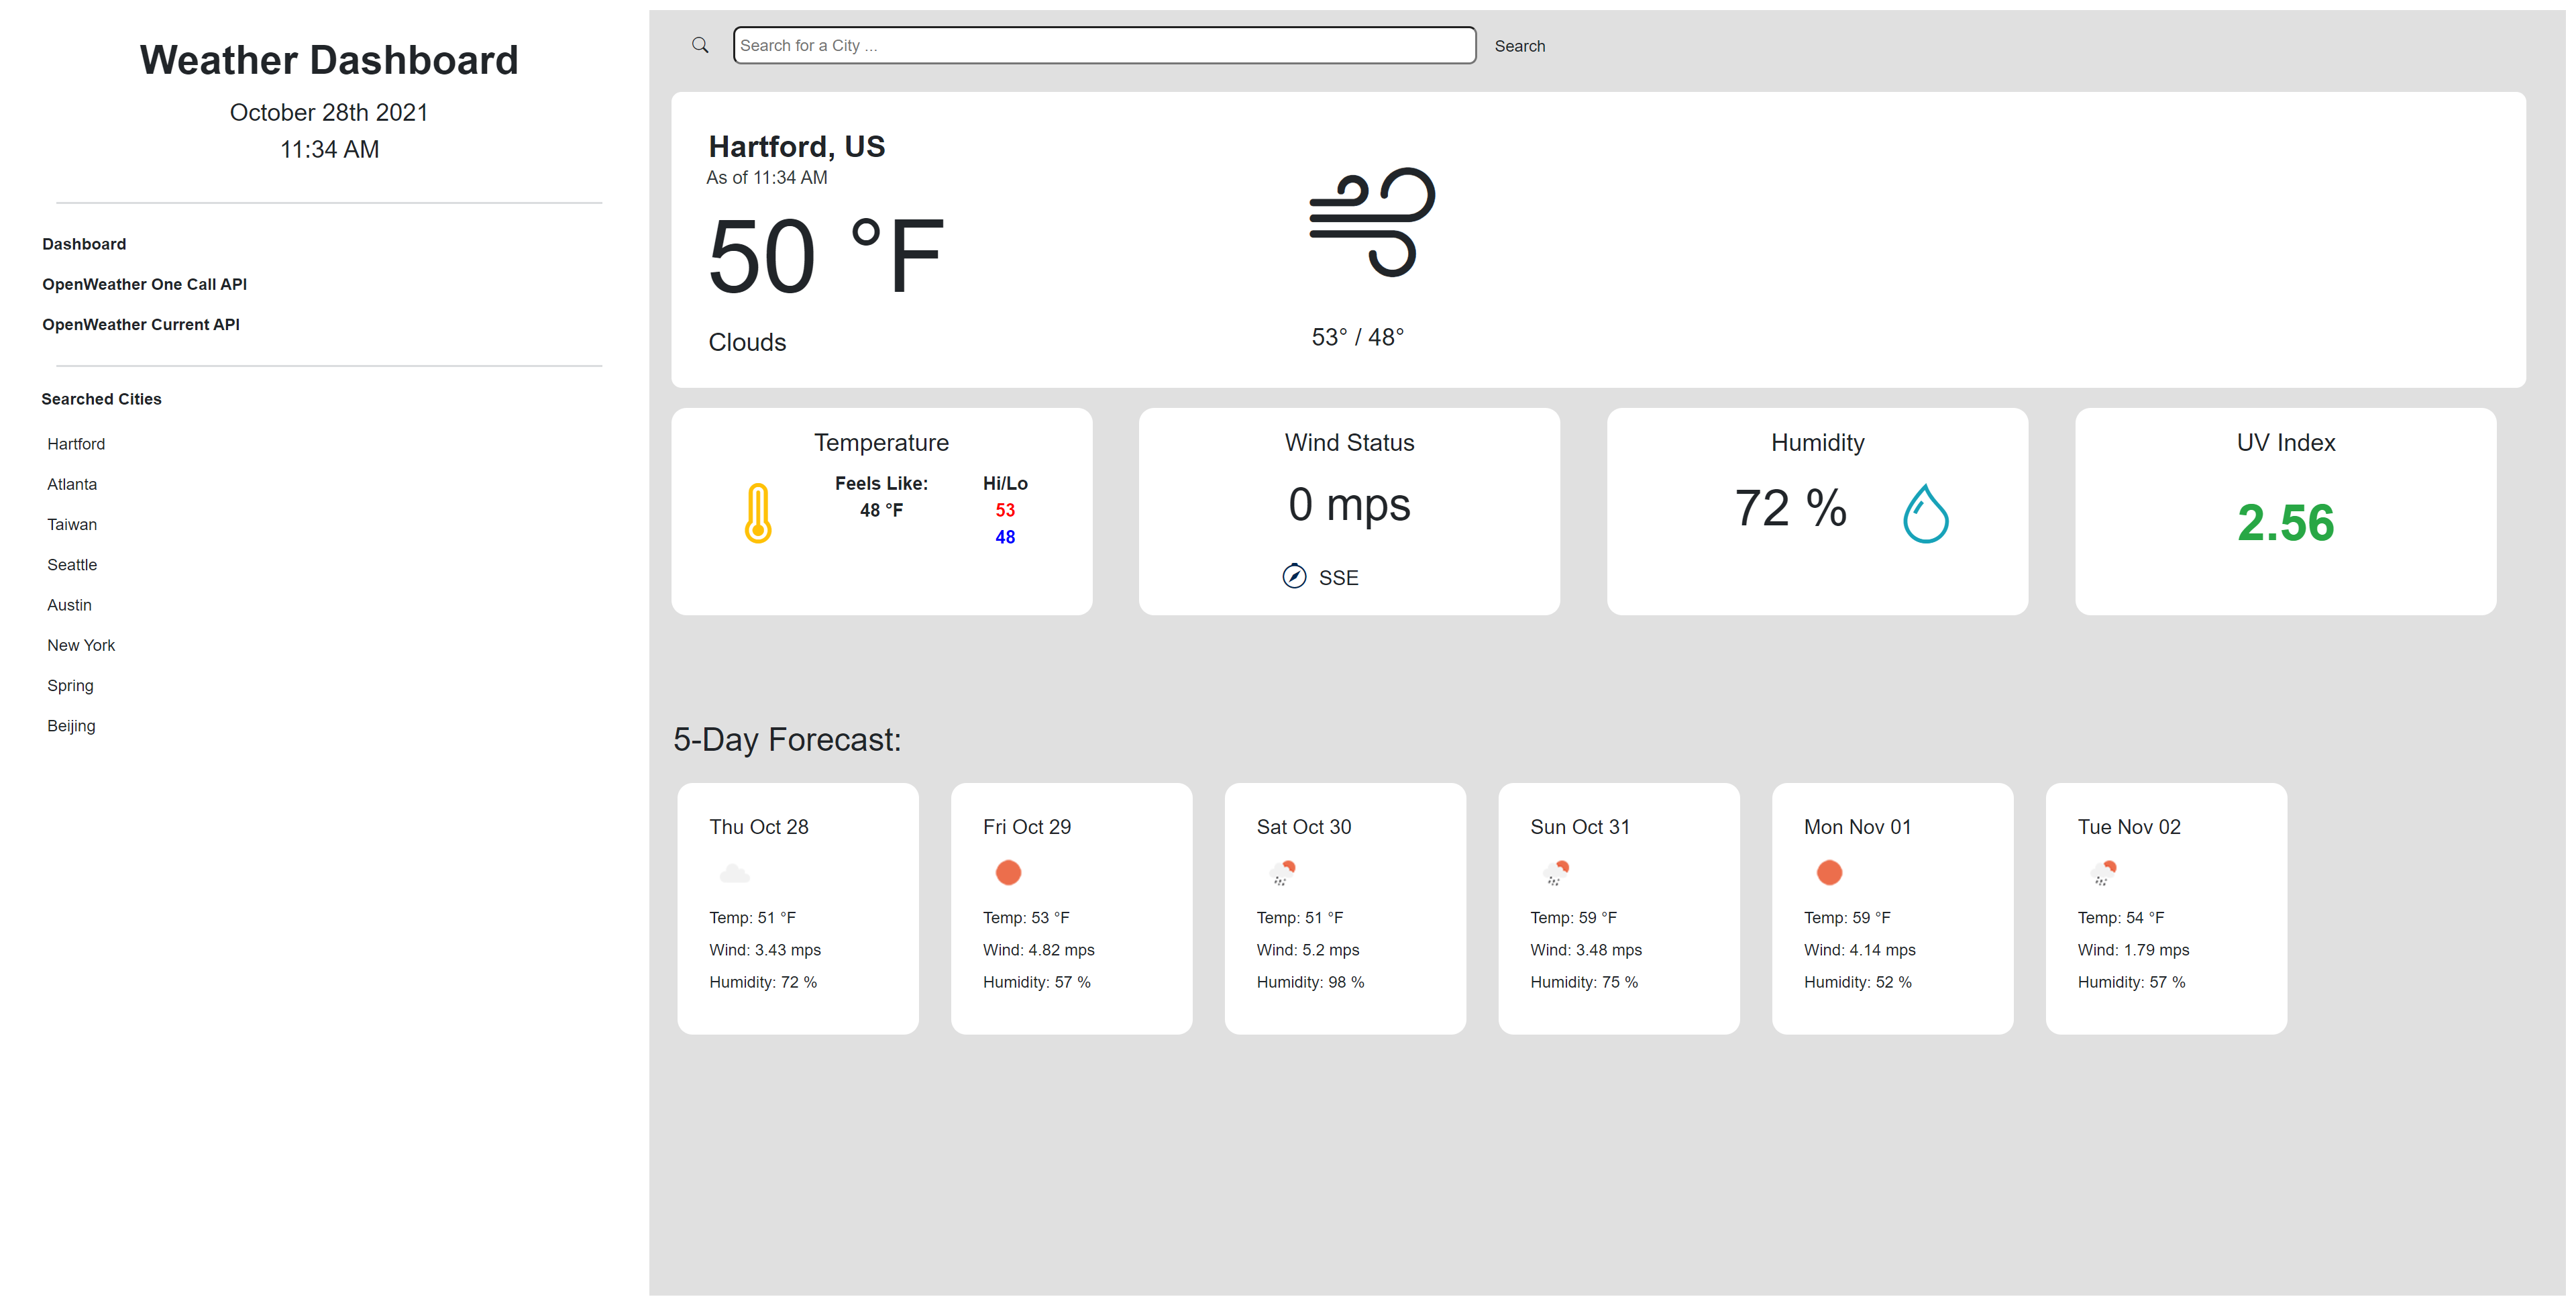 Weather Dashboard
October 28th 2021
11:34 AM
Dashboard
OpenWeather One Call API
OpenWeather Current API
Searched Cities
Hartford
Atlanta
Taiwan
Seattle
Austin
New York
Spring
Beijing
Search for a City ...
Search
Hartford, US
As of 11:34 AM
50 °F
Clouds
53° / 48°
Temperature
Feels Like:
48 °F
Hi/Lo
53
48
Wind Status
0 mps
SSE
Humidity
72 %
UV Index
2.56
5-Day Forecast:
Thu Oct 28
Temp: 51 °F
Wind: 3.43 mps
Humidity: 72 %
Fri Oct 29
Temp: 53 °F
Wind: 4.82 mps
Humidity: 57 %
Sat Oct 30
Temp: 51 °F
Wind: 5.2 mps
Humidity: 98 %
Sun Oct 31
Temp: 59 °F
Wind: 3.48 mps
Humidity: 75 %
Mon Nov 01
Temp: 59 °F
Wind: 4.14 mps
Humidity: 52 %
Tue Nov 02
Temp: 54 °F
Wind: 1.79 mps
Humidity: 57 %